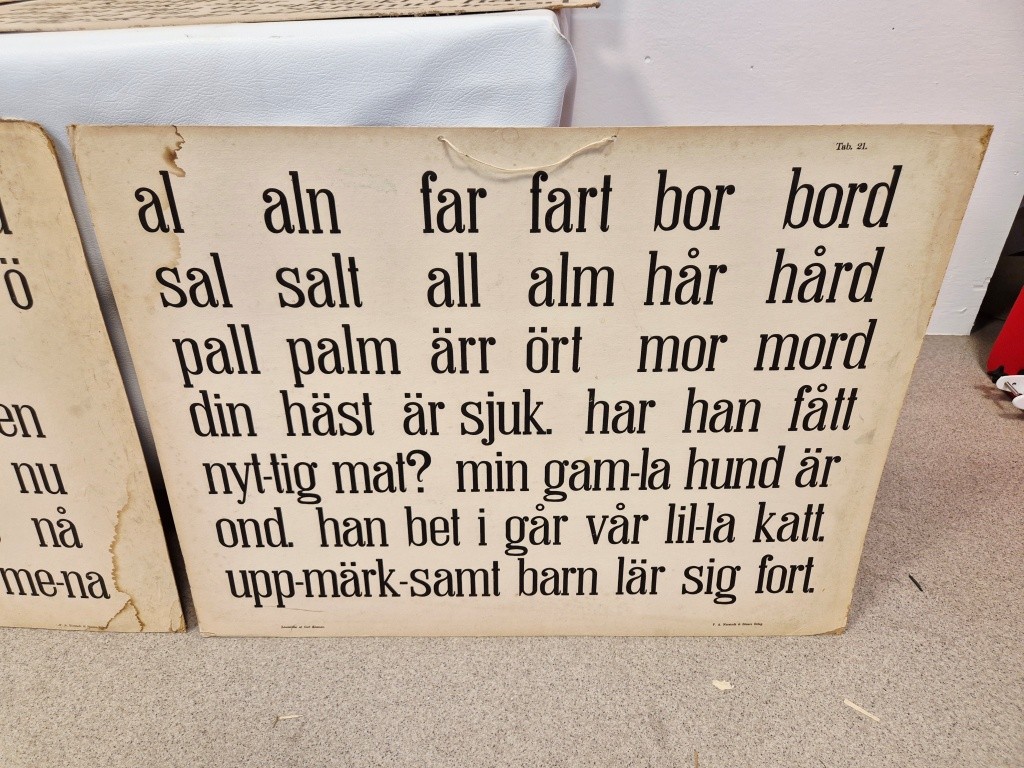 Tab. 21.
al aln far fart bor bord
sal salt all alm hår hård
pall palm ärr ört mor mord
din häst är sjuk. har han fått
nyt-tig mat? min gam-la hund är
ond. han bet i går vår lil-la katt.
upp-märk-samt barn lär sig fort.
ö
en
nu
nå
me-na